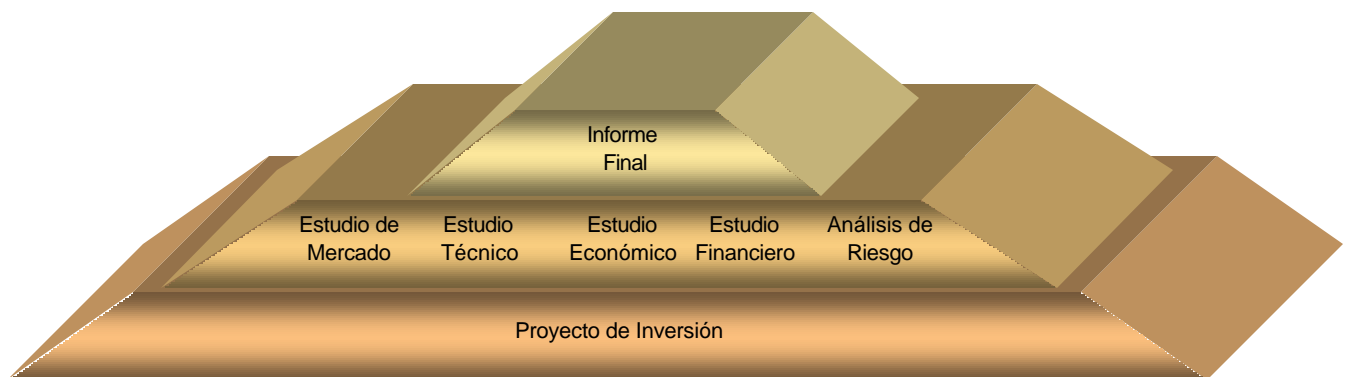 Informe
Final
Estudio de
Mercado
Estudio
Técnico
Estudio
Económico
Estudio
Financiero
Análisis de
Riesgo
Proyecto de Inversión